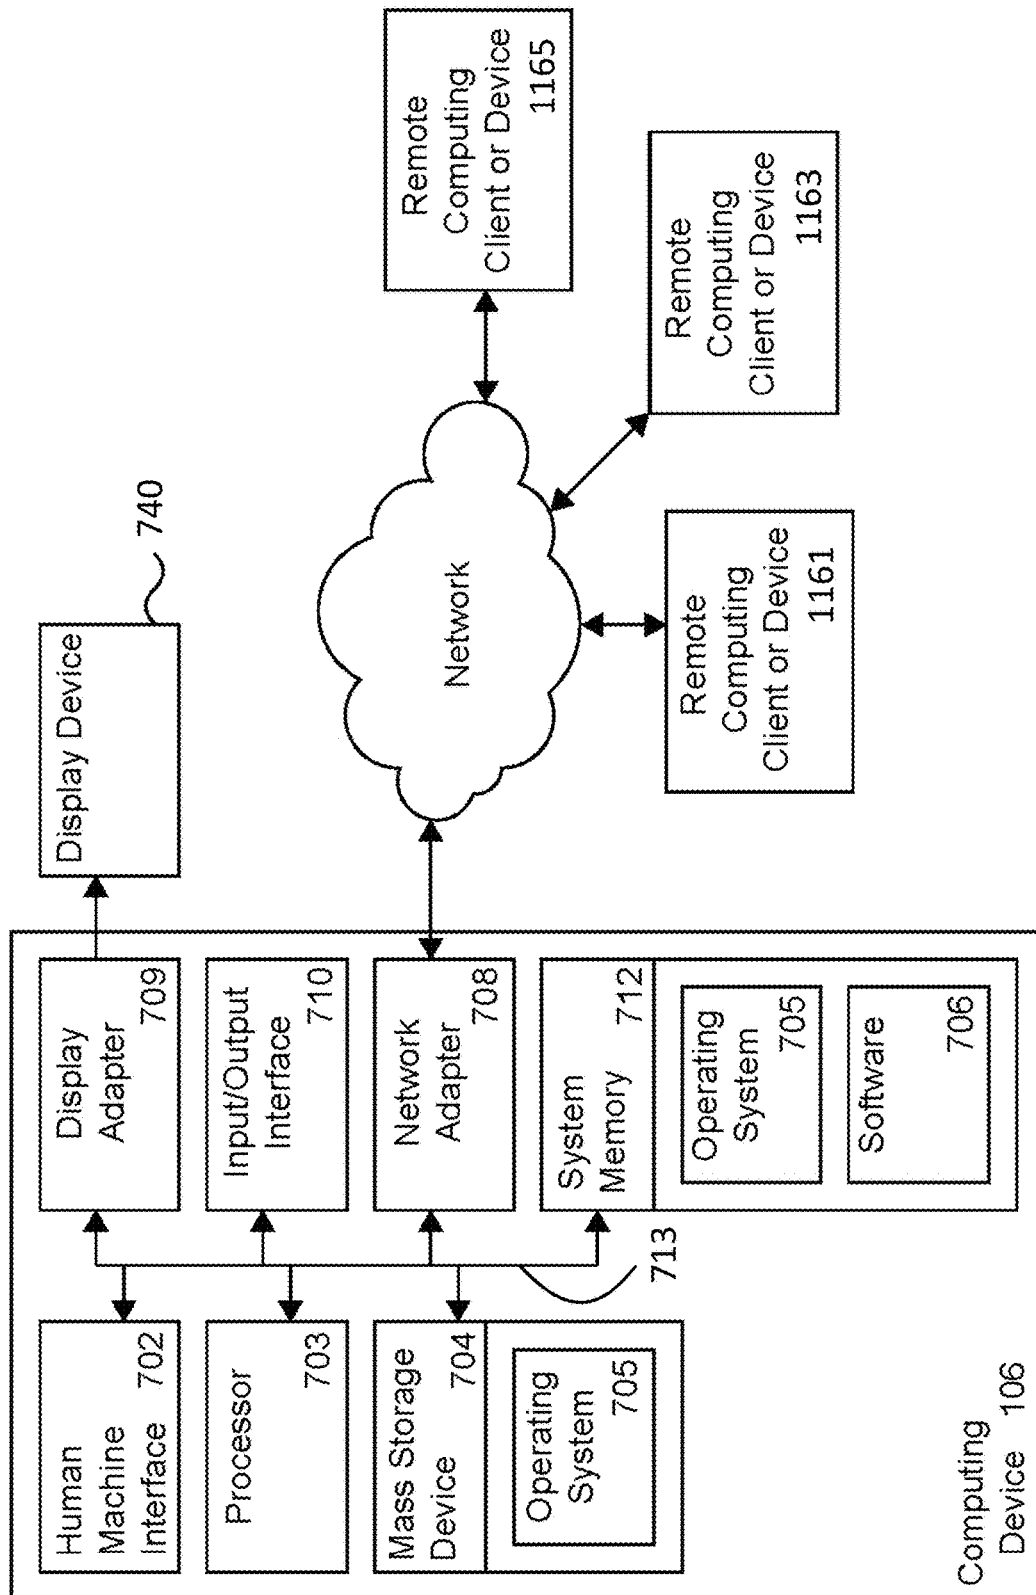 Human
Machine
Interface 702
Processor
703
Mass Storage
Device 704
Operating
System
705
Computing
Device 106
713
Display
Adapter
709
Input/Output
Interface
710
Network
Adapter
708
System
Memory 712
Operating
System
705
Software
706
Display Device
740
Network
Remote
Computing
Client or Device
1161
Remote
Computing
Client or Device
1163
Remote
Computing
Client or Device
1165